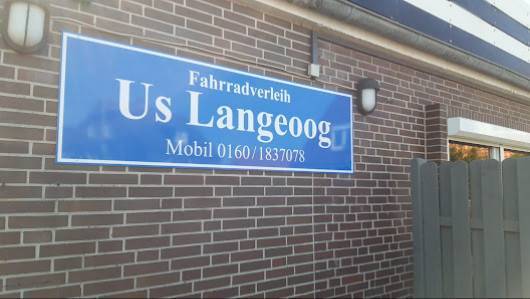 Fahrradverleih
Us Langeoog
Mobil 0160/1837078